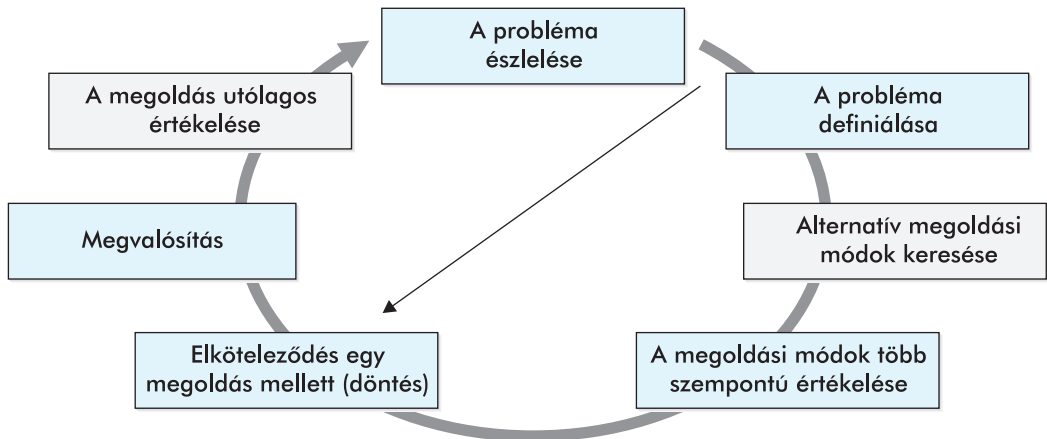 A probléma
észlelése
A probléma
definiálása
Alternatív megoldási
módok keresése
A megoldási módok több
szempontú értékelése
Elköteleződés egy
megoldás mellett (döntés)
Megvalósítás
A megoldás utólagos
értékelése